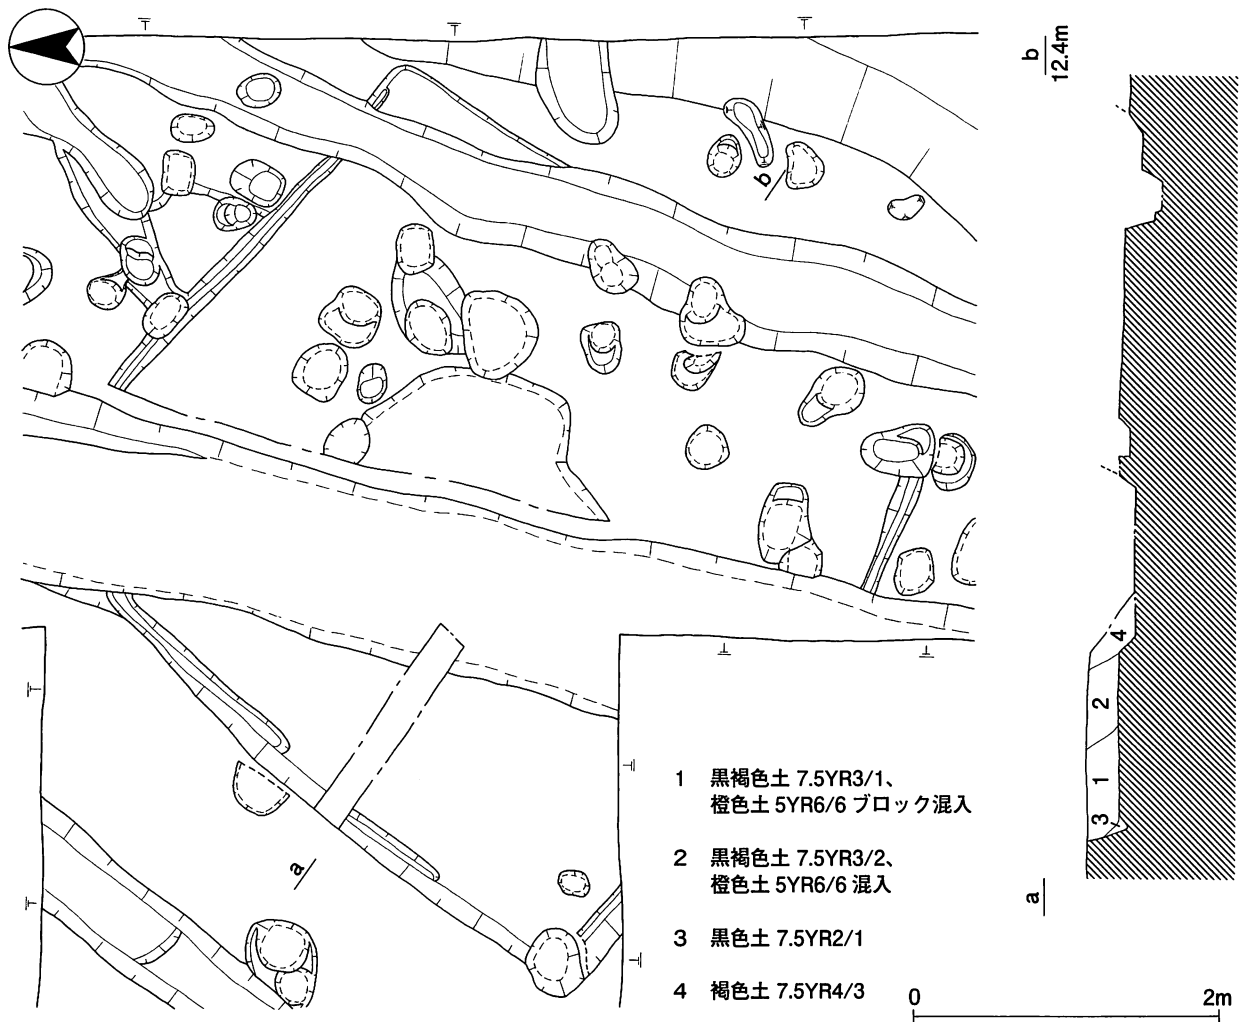 b
12.4m
b
a
4
2
1
3
a
1 黒褐色土 7.5YR3/1、
橙色土 5YR6/6 ブロック混入
2 黒褐色土 7.5YR3/2、
橙色土 5YR6/6 混入
3 黒色土 7.5YR2/1
4 褐色土 7.5YR4/3
0 2m